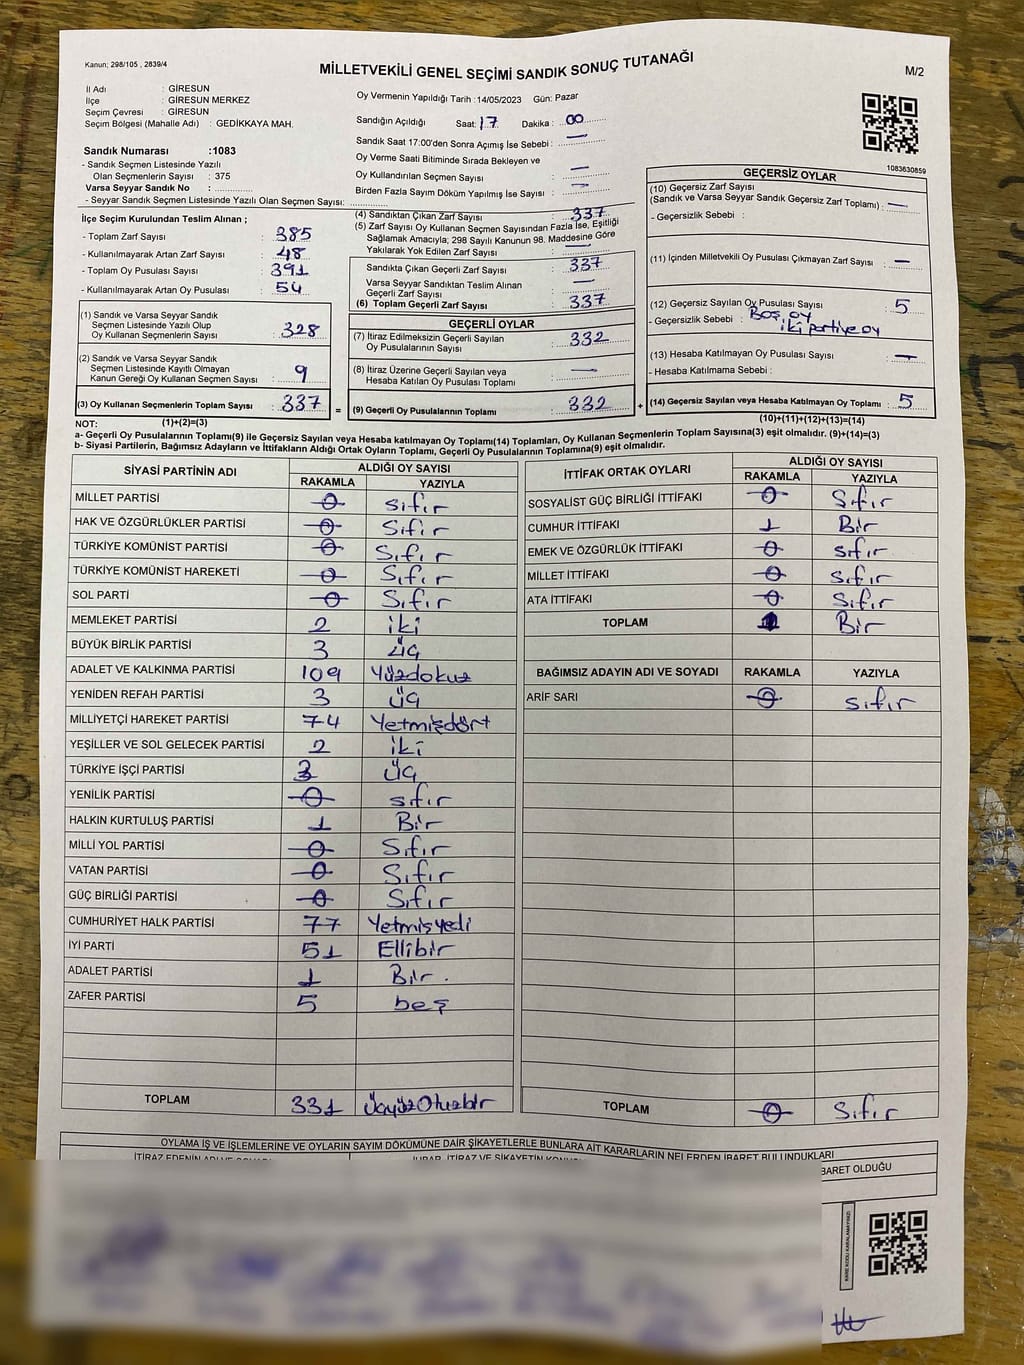 Kanun; 298/105 , 2839/4
MİLLETVEKİLİ GENEL SEÇİMİ SANDIK SONUÇ TUTANAĞI
M/2
İl Adı : GİRESUN
İlçe : GİRESUN MERKEZ
Seçim Çevresi : GİRESUN
Seçim Bölgesi (Mahalle Adı) : GEDİKKAYA MAH.
Oy Vermenin Yapıldığı Tarih :14/05/2023 Gün: Pazar
Sandığın Açıldığı Saat: 17 Dakika : 00
Sandık Saat 17:00'den Sonra Açımış İse Sebebi : —
Oy Verme Saati Bitiminde Sırada Bekleyen ve
Oy Kullandırılan Seçmen Sayısı : —
Birden Fazla Sayım Döküm Yapılmış İse Sayısı : —
Sandık Numarası :1083
- Sandık Seçmen Listesinde Yazılı
Olan Seçmenlerin Sayısı : 375
Varsa Seyyar Sandık No :
- Seyyar Sandık Seçmen Listesinde Yazılı Olan Seçmen Sayısı:
1083630859
İlçe Seçim Kurulundan Teslim Alınan ;
- Toplam Zarf Sayısı : 385
- Kullanılmayarak Artan Zarf Sayısı : 48
- Toplam Oy Pusulası Sayısı : 391
- Kullanılmayarak Artan Oy Pusulası : 54
(1) Sandık ve Varsa Seyyar Sandık
Seçmen Listesinde Yazılı Olup
Oy Kullanan Seçmenlerin Sayısı : 328
(2) Sandık ve Varsa Seyyar Sandık
Seçmen Listesinde Kayıtlı Olmayan
Kanun Gereği Oy Kullanan Seçmen Sayısı : 9
(3) Oy Kullanan Seçmenlerin Toplam Sayısı : 337
(1)+(2)=(3)
(4) Sandıktan Çıkan Zarf Sayısı : 337
(5) Zarf Sayısı Oy Kullanan Seçmen Sayısından Fazla İse, Eşitliği
Sağlamak Amacıyla; 298 Sayılı Kanunun 98. Maddesine Göre
Yakılarak Yok Edilen Zarf Sayısı : —
Sandıkta Çıkan Geçerli Zarf Sayısı : 337
Varsa Seyyar Sandıktan Teslim Alınan
Geçerli Zarf Sayısı : —
(6) Toplam Geçerli Zarf Sayısı : 337
GEÇERLİ OYLAR
(7) İtiraz Edilmeksizin Geçerli Sayılan
Oy Pusulalarının Sayısı : 332
(8) İtiraz Üzerine Geçerli Sayılan veya
Hesaba Katılan Oy Pusulası Toplamı : —
= (9) Geçerli Oy Pusulalarının Toplamı : 332 +
GEÇERSİZ OYLAR
(10) Geçersiz Zarf Sayısı
(Sandık ve Varsa Seyyar Sandık Geçersiz Zarf Toplamı) : —
- Geçersizlik Sebebi :
(11) İçinden Milletvekili Oy Pusulası Çıkmayan Zarf Sayısı : —
(12) Geçersiz Sayılan Oy Pusulası Sayısı : 5
- Geçersizlik Sebebi : Boş oy
iki partiye oy
(13) Hesaba Katılmayan Oy Pusulası Sayısı : —
- Hesaba Katılmama Sebebi :
(14) Geçersiz Sayılan veya Hesaba Katılmayan Oy Toplamı : 5
(10)+(11)+(12)+(13)=(14)
NOT:
a- Geçerli Oy Pusulalarının Toplamı(9) ile Geçersiz Sayılan veya Hesaba katılmayan Oy Toplamı(14) Toplamları, Oy Kullanan Seçmenlerin Toplam Sayısına(3) eşit olmalıdır. (9)+(14)=(3)
b- Siyasi Partilerin, Bağımsız Adayların ve İttifakların Aldığı Ortak Oyların Toplamı, Geçerli Oy Pusulalarının Toplamına(9) eşit olmalıdır.
SİYASİ PARTİNİN ADI ALDIĞI OY SAYISI
RAKAMLA YAZIYLA
MİLLET PARTİSİ 0 sıfır
HAK VE ÖZGÜRLÜKLER PARTİSİ 0 Sıfır
TÜRKİYE KOMÜNİST PARTİSİ 0 Sıfır
TÜRKİYE KOMÜNİST HAREKETİ 0 Sıfır
SOL PARTİ 0 Sıfır
MEMLEKET PARTİSİ 2 iki
BÜYÜK BİRLİK PARTİSİ 3 üç
ADALET VE KALKINMA PARTİSİ 109 Yüzdokuz
YENİDEN REFAH PARTİSİ 3 üç
MİLLİYETÇİ HAREKET PARTİSİ 74 Yetmişdört
YEŞİLLER VE SOL GELECEK PARTİSİ 2 iki
TÜRKİYE İŞÇİ PARTİSİ 3 üç
YENİLİK PARTİSİ 0 sıfır
HALKIN KURTULUŞ PARTİSİ 1 Bir
MİLLİ YOL PARTİSİ 0 Sıfır
VATAN PARTİSİ 0 Sıfır
GÜÇ BİRLİĞİ PARTİSİ 0 Sıfır
CUMHURİYET HALK PARTİSİ 77 Yetmişyedi
İYİ PARTİ 51 Ellibir
ADALET PARTİSİ 1 Bir.
ZAFER PARTİSİ 5 beş
TOPLAM 331 üçyüzOtuzbir
İTTİFAK ORTAK OYLARI ALDIĞI OY SAYISI
RAKAMLA YAZIYLA
SOSYALİST GÜÇ BİRLİĞİ İTTİFAKI 0 Sıfır
CUMHUR İTTİFAKI 1 Bir
EMEK VE ÖZGÜRLÜK İTTİFAKI 0 sıfır
MİLLET İTTİFAKI 0 sıfır
ATA İTTİFAKI 0 Sıfır
TOPLAM 1 Bir
BAĞIMSIZ ADAYIN ADI VE SOYADI RAKAMLA YAZIYLA
ARİF SARI 0 sıfır
TOPLAM 0 Sıfır
OYLAMA İŞ VE İŞLEMLERİNE VE OYLARIN SAYIM DÖKÜMÜNE DAİR ŞİKAYETLERLE BUNLARA AİT KARARLARIN NELERDEN İBARET BULUNDUKLARI
BARET OLDUĞU